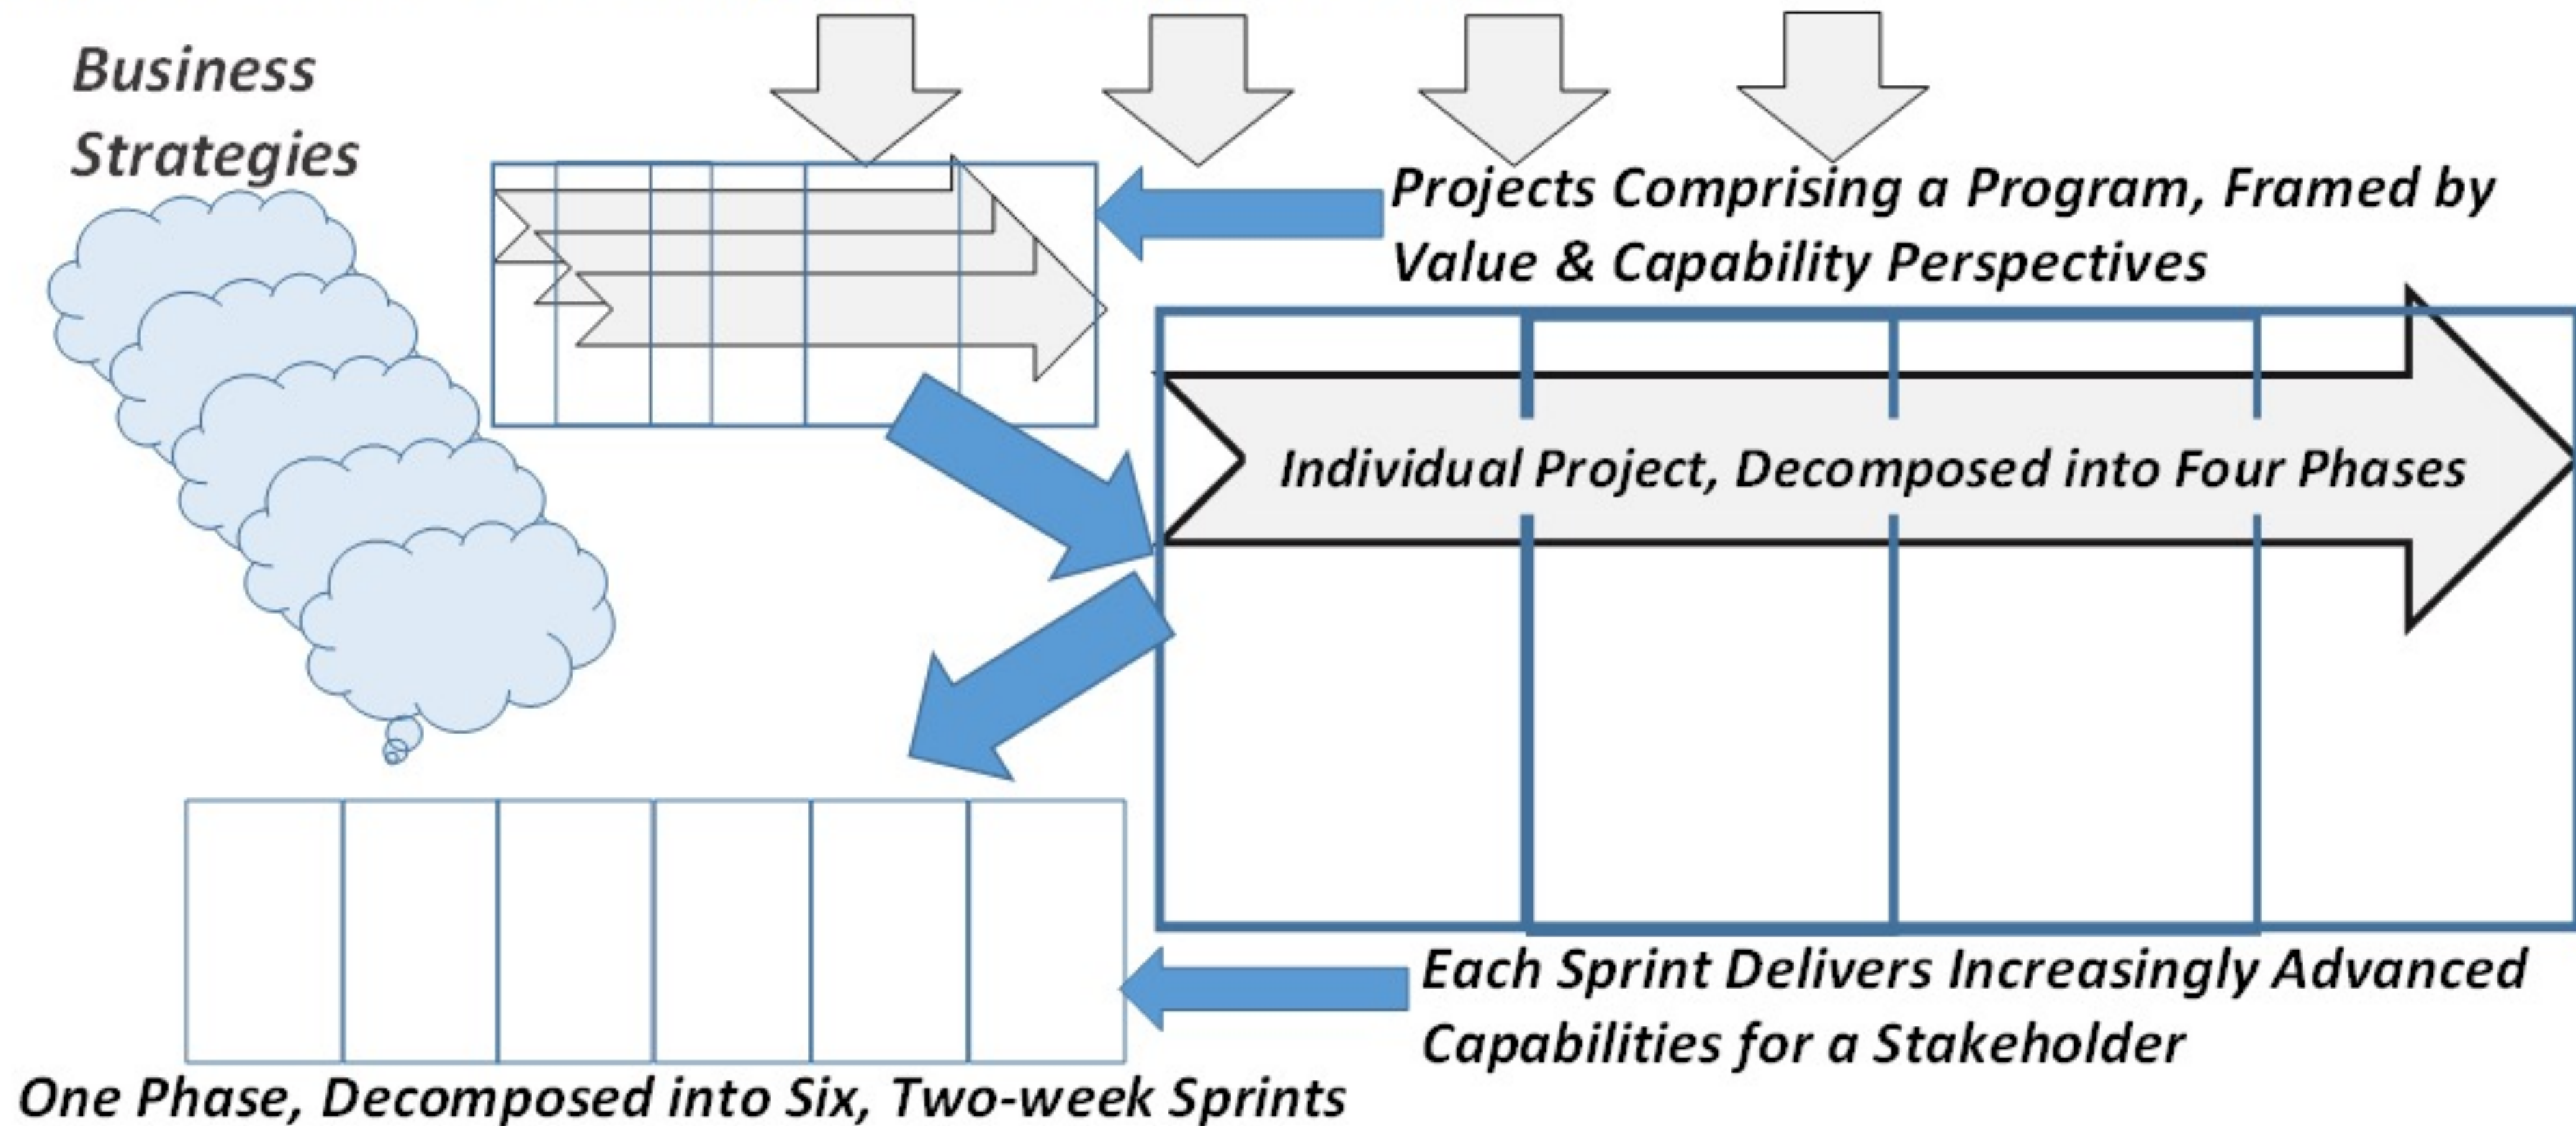 Business
Strategies
Projects Comprising a Program, Framed by
Value & Capability Perspectives
Individual Project, Decomposed into Four Phases
Each Sprint Delivers Increasingly Advanced
Capabilities for a Stakeholder
One Phase, Decomposed into Six, Two-week Sprints